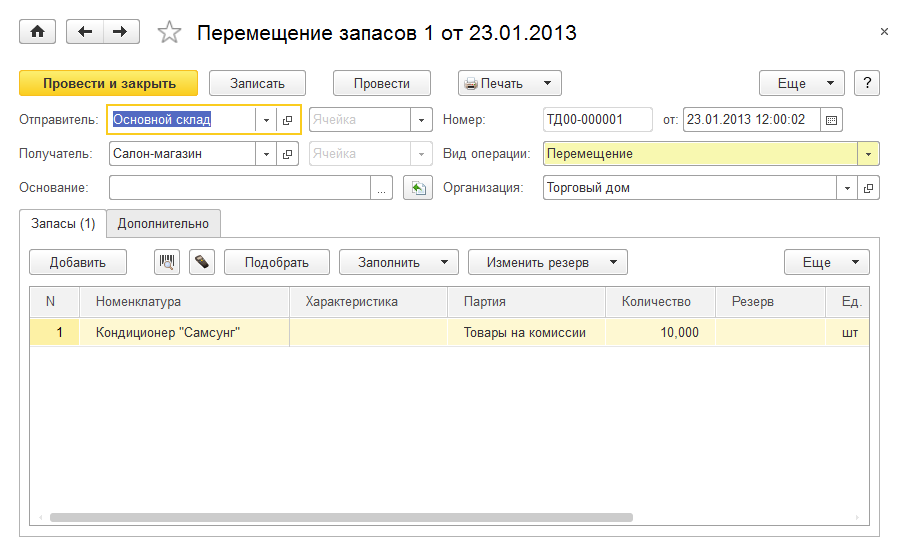 Перемещение запасов 1 от 23.01.2013
Провести и закрыть Записать Провести Печать Еще ?
Отправитель: Основной склад Ячейка Номер: ТД00-000001 от: 23.01.2013 12:00:02
Получатель: Салон-магазин Ячейка Вид операции: Перемещение
Основание: ... Организация: Торговый дом
Запасы (1) Дополнительно
Добавить Подобрать Заполнить Изменить резерв Еще
N Номенклатура Характеристика Партия Количество Резерв Ед.
1 Кондиционер "Самсунг" Товары на комиссии 10,000 шт